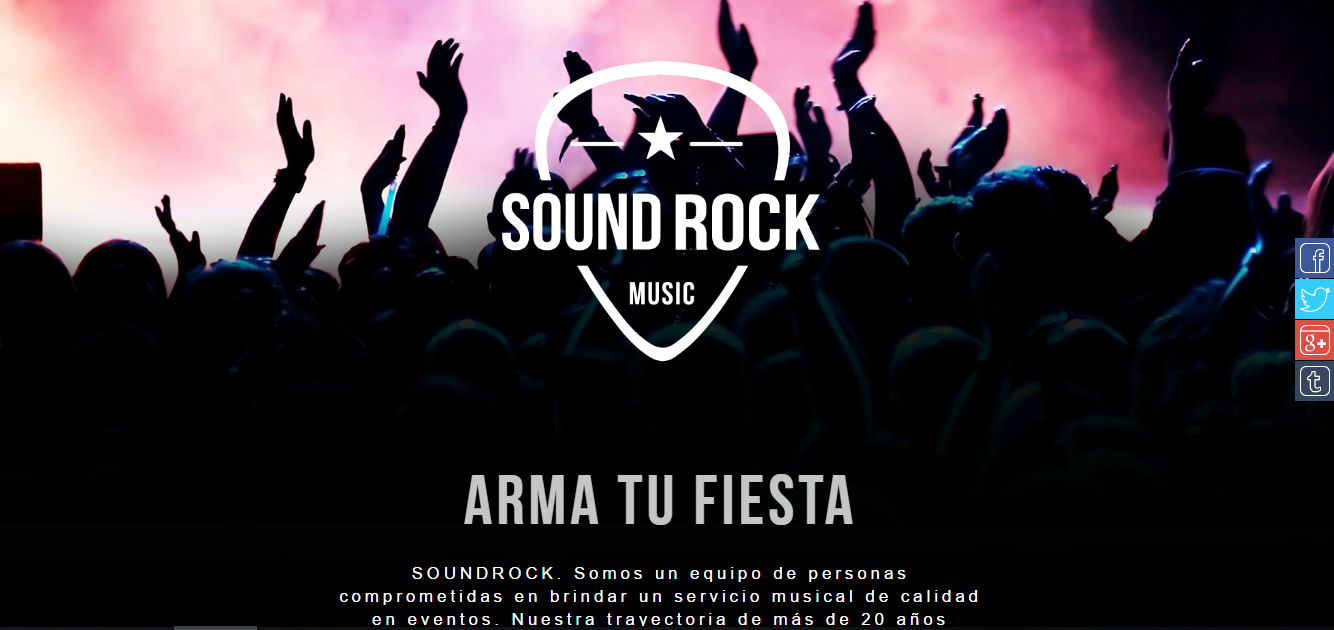 SOUND ROCK
MUSIC
ARMA TU FIESTA
SOUNDROCK. Somos un equipo de personas
comprometidas en brindar un servicio musical de calidad
en eventos. Nuestra trayectoria de más de 20 años